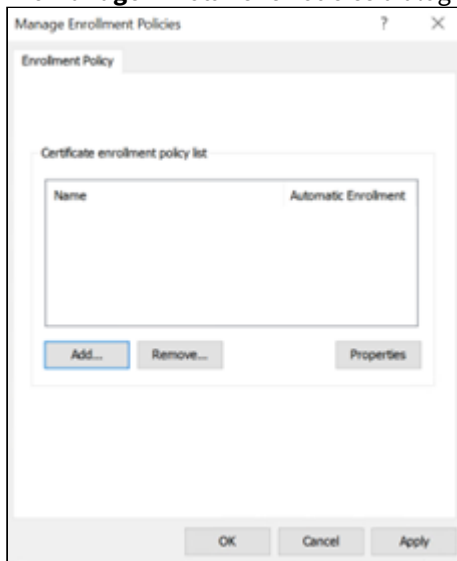 Manage Enrollment Policies ? ×
Enrollment Policy
Certificate enrollment policy list
Name Automatic Enrollment
Add... Remove... Properties
OK Cancel Apply